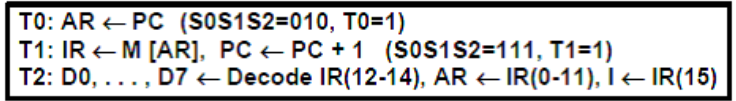 T0: AR ← PC (S0S1S2=010, T0=1)
T1: IR ← M [AR], PC ← PC + 1 (S0S1S2=111, T1=1)
T2: D0, . . . , D7 ← Decode IR(12-14), AR ← IR(0-11), I ← IR(15)